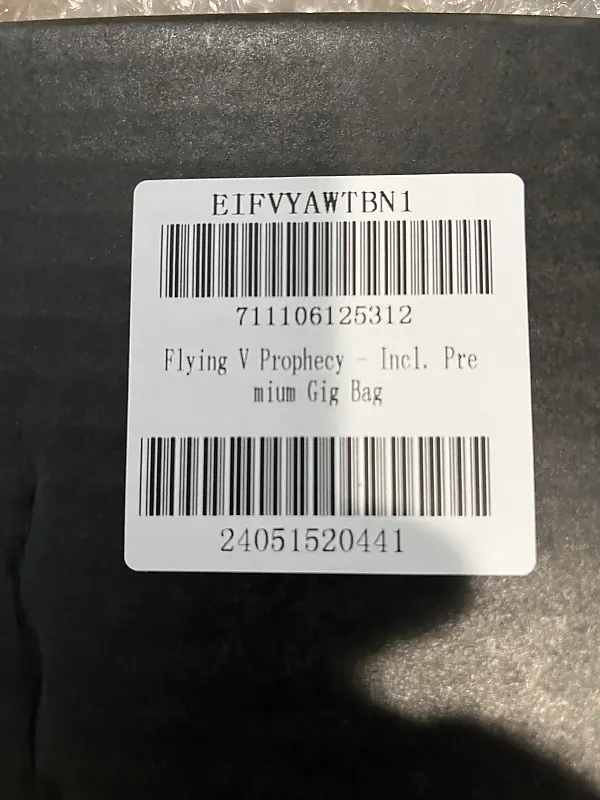 EIFVYAWTBN1
711106125312
Flying V Prophecy - Incl. Pre
mium Gig Bag
24051520441